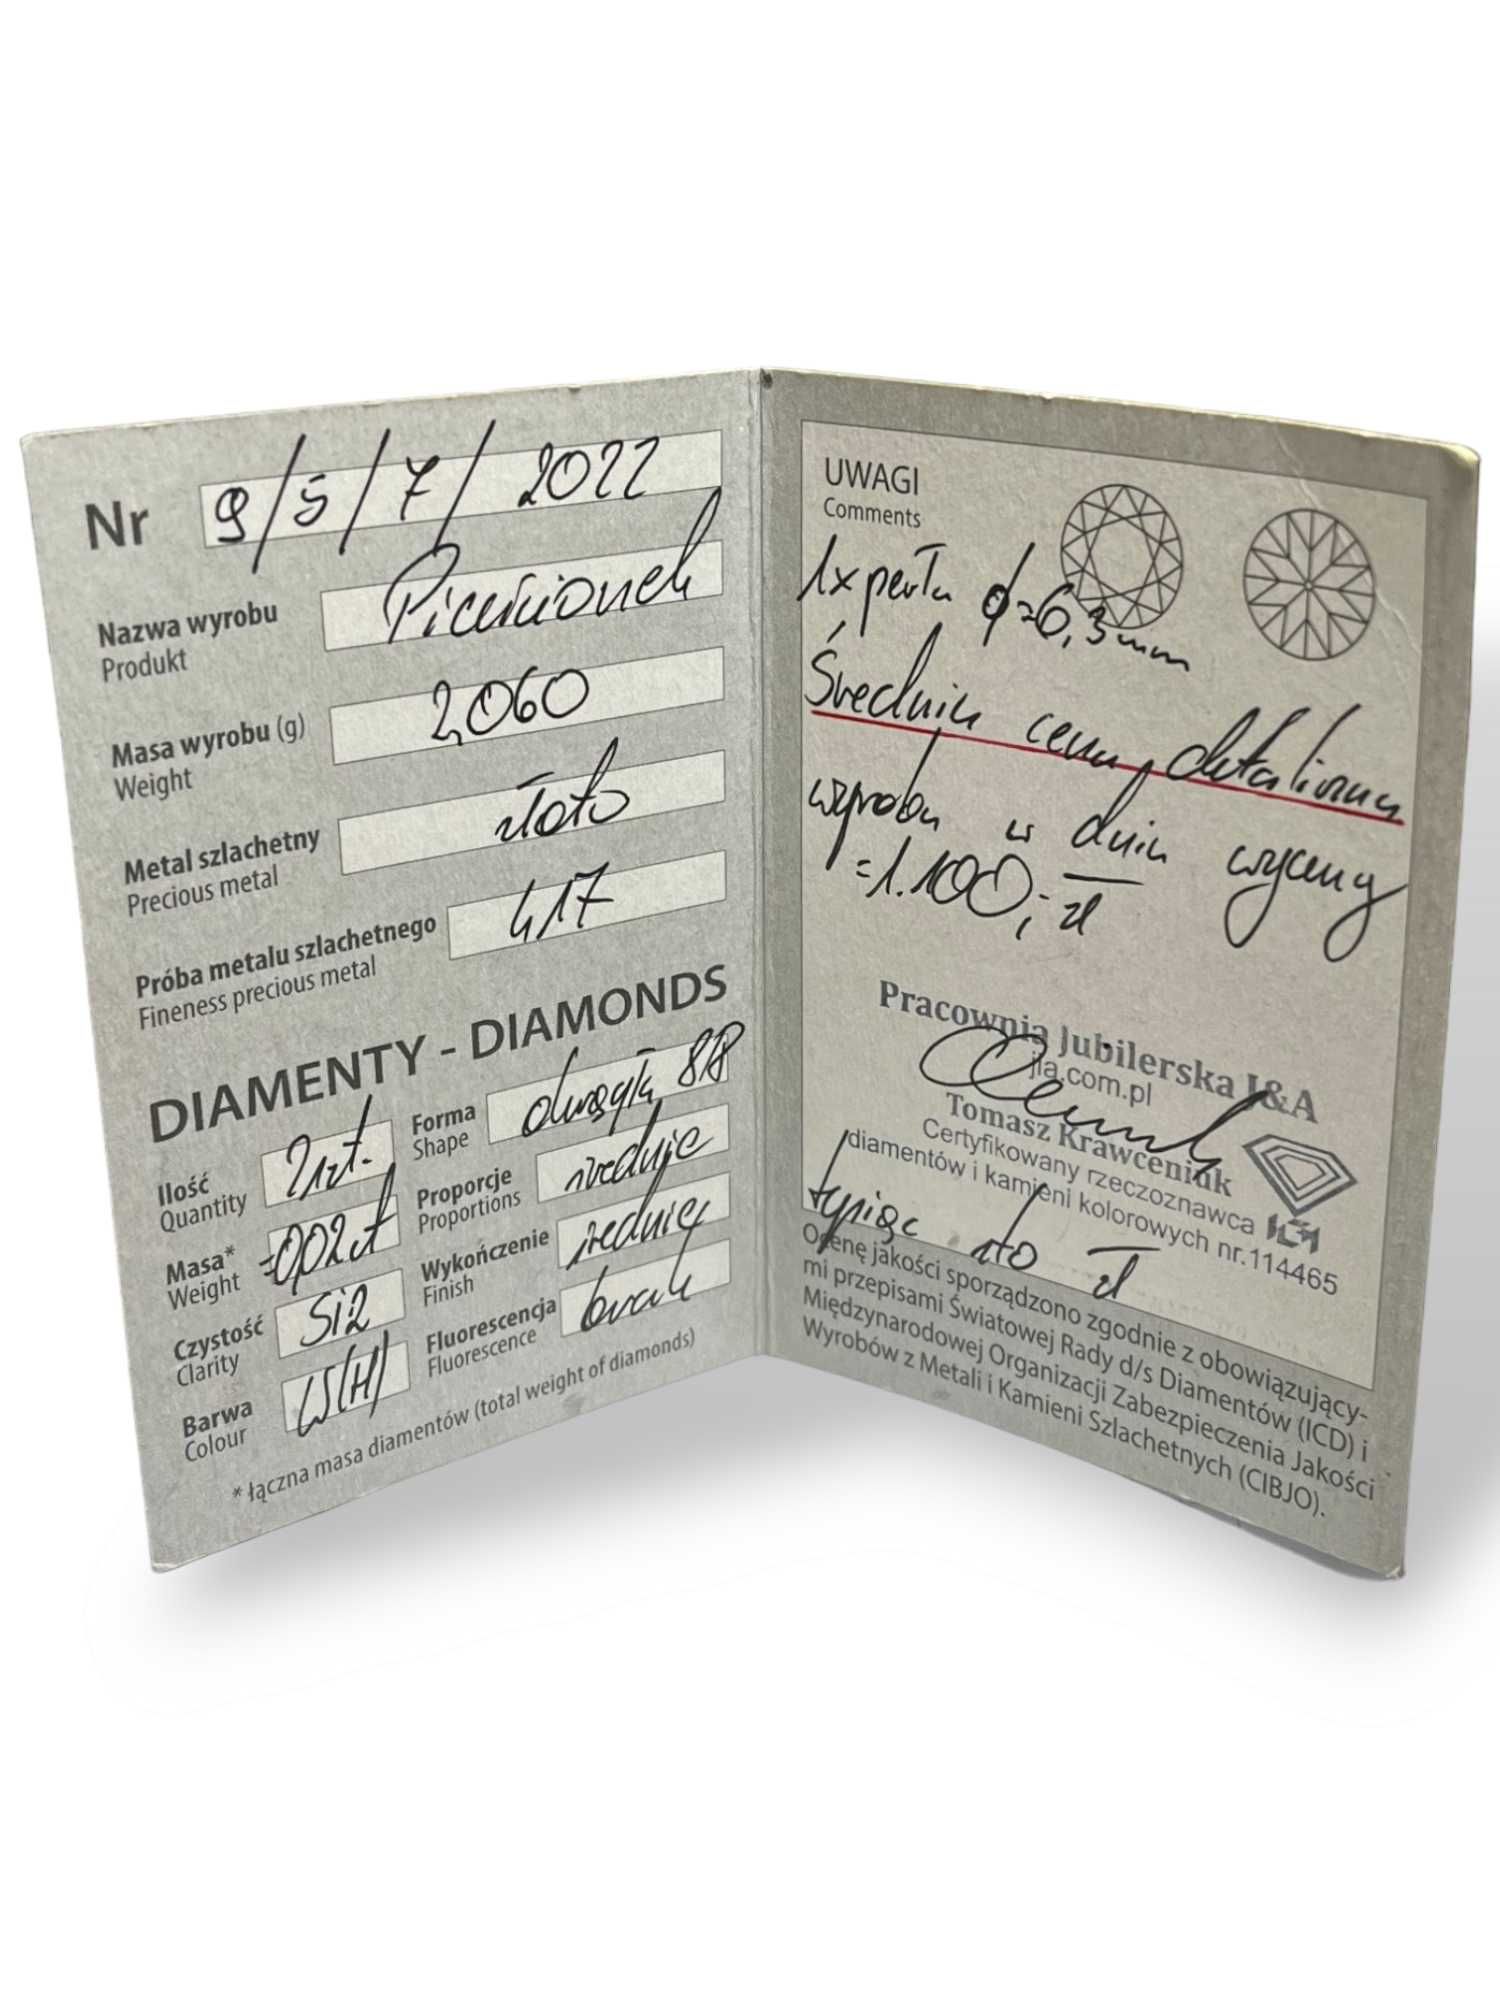 Nr 9/5/7/2022
Nazwa wyrobu Pierścionek
Produkt
Masa wyrobu (g) 2,060
Weight
Metal szlachetny złoto
Precious metal
Próba metalu szlachetnego 417
Fineness precious metal
DIAMENTY - DIAMONDS
Ilość 2szt.
Quantity
Masa* =0,02ct
Weight
Czystość Si2
Clarity
Barwa W(H)
Colour
Forma okrągła 8/8
Shape
Proporcje średnie
Proportions
Wykończenie średnie
Finish
Fluorescencja brak
Fluorescence
* łączna masa diamentów (total weight of diamonds)
UWAGI
Comments
1x perła ϕ=6,3mm
Średnia cena detaliczna
wyrobu w dniu wyceny
=1.100,- zł
Pracownia Jubilerska J&A
jia.com.pl
Tomasz Krawceniuk
Certyfikowany rzeczoznawca
diamentów i kamieni kolorowych nr.114465
tysiąc sto zł
Ocenę jakości sporządzono zgodnie z obowiązujący-
mi przepisami Światowej Rady d/s Diamentów (ICD) i
Międzynarodowej Organizacji Zabezpieczenia Jakości
Wyrobów z Metali i Kamieni Szlachetnych (CIBJO).